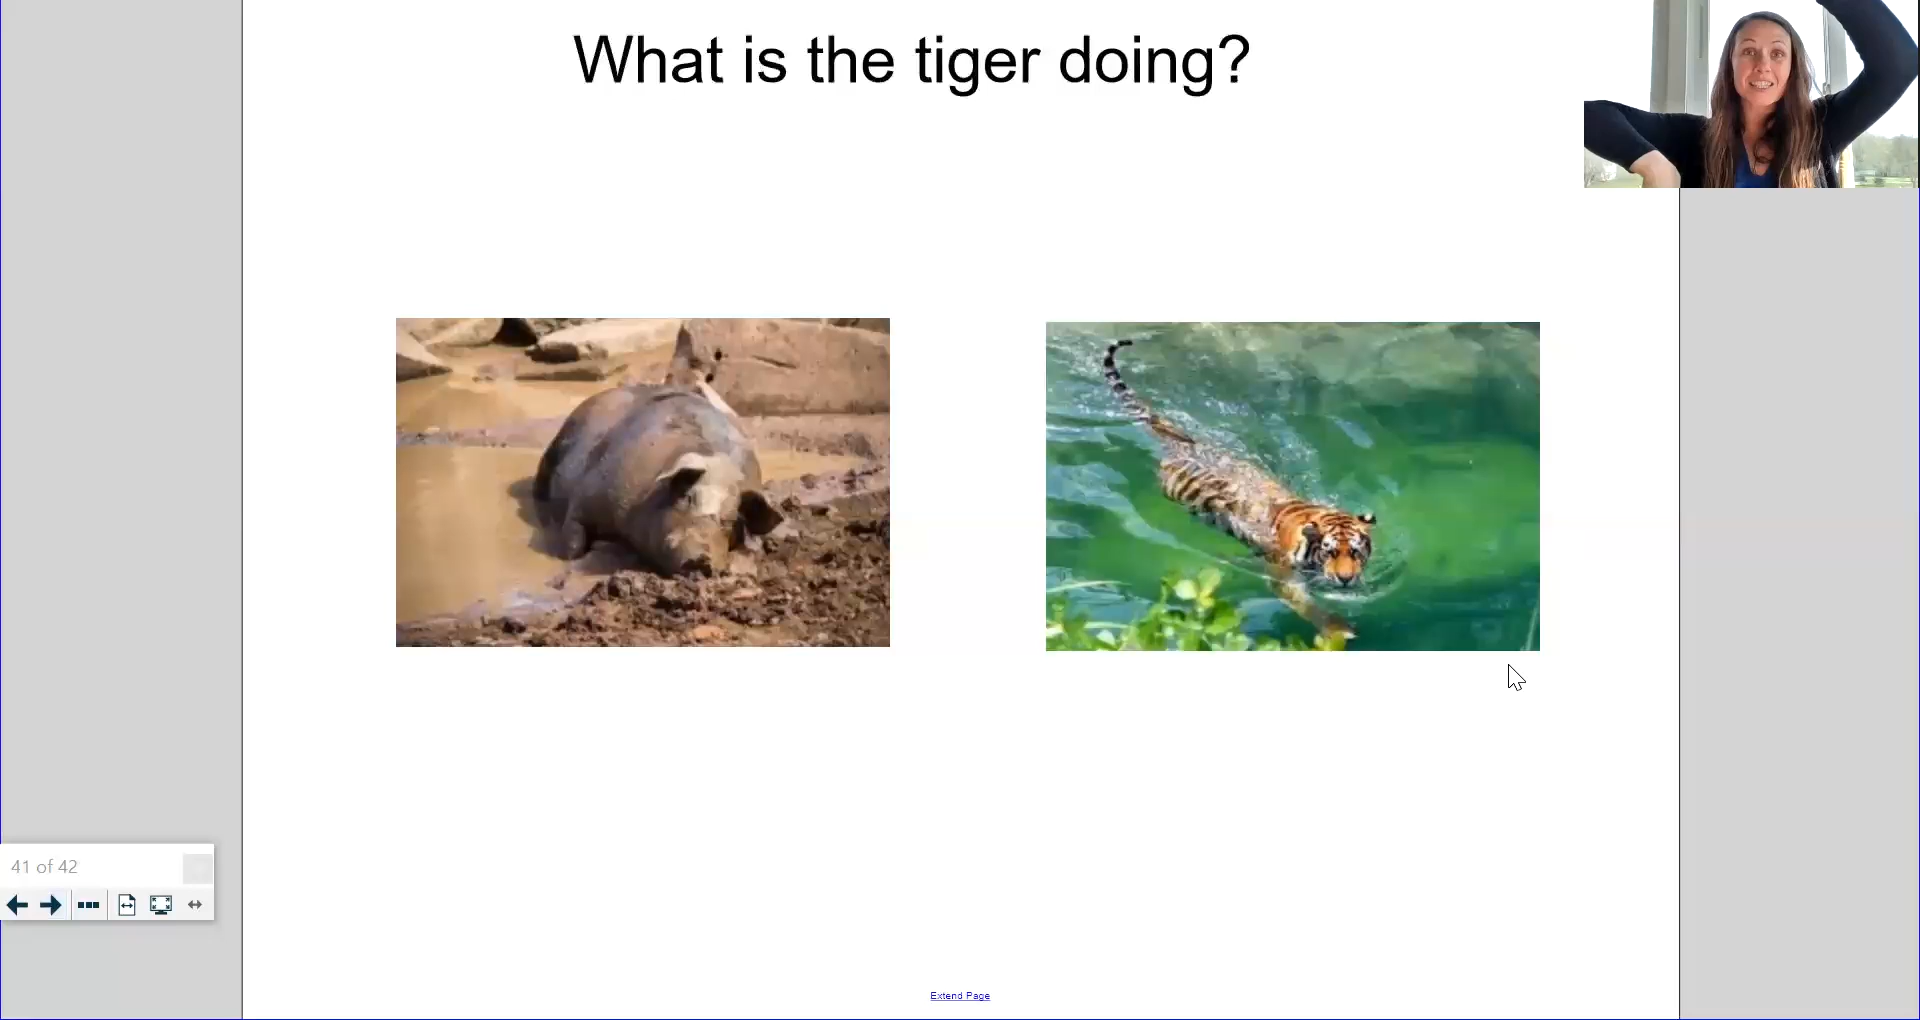 What is the tiger doing?
41 of 42
Extend Page